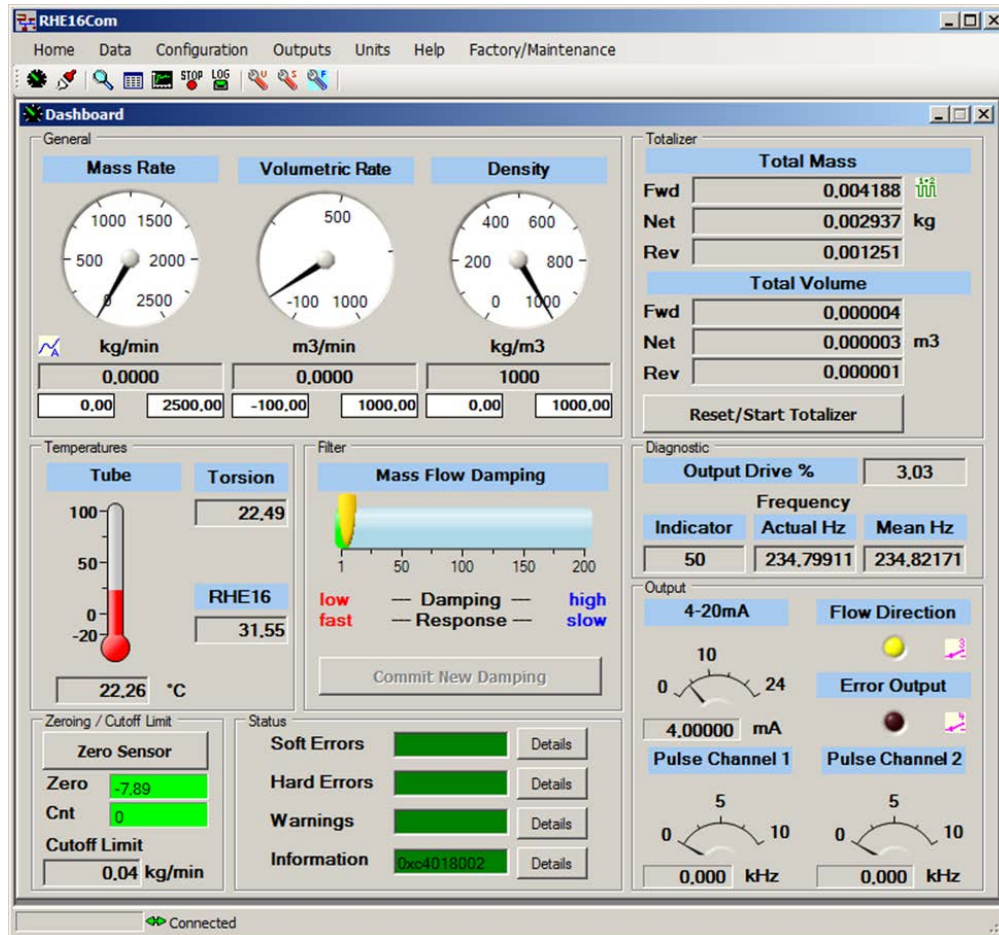 RHE16Com
Home Data Configuration Outputs Units Help Factory/Maintenance
STOP LOG
Dashboard
General
Mass Rate
1000 1500
500 2000
0 2500
kg/min
0,0000
0,00 2500,00
Volumetric Rate
500
-100 1000
m3/min
0,0000
-100,00 1000,00
Density
400 600
200 800
0 1000
kg/m3
1000
0,00 1000,00
Totalizer
Total Mass
Fwd 0,004188
Net 0,002937 kg
Rev 0,001251
Total Volume
Fwd 0,000004
Net 0,000003 m3
Rev 0,000001
Reset/Start Totalizer
Temperatures
Tube
100
50
0
-20
22,26 °C
Torsion
22,49
RHE16
31,55
Filter
Mass Flow Damping
1 50 100 150 200
low --- Damping --- high
fast --- Response --- slow
Commit New Damping
Diagnostic
Output Drive % 3,03
Frequency
Indicator Actual Hz Mean Hz
50 234,79911 234,82171
Output
4-20mA
10
0 24
4,00000 mA
Flow Direction
Error Output
Pulse Channel 1
5
0 10
0,000 kHz
Pulse Channel 2
5
0 10
0,000 kHz
Zeroing / Cutoff Limit
Zero Sensor
Zero -7,89
Cnt 0
Cutoff Limit
0,04 kg/min
Status
Soft Errors Details
Hard Errors Details
Warnings Details
Information 0xc4018002 Details
Connected